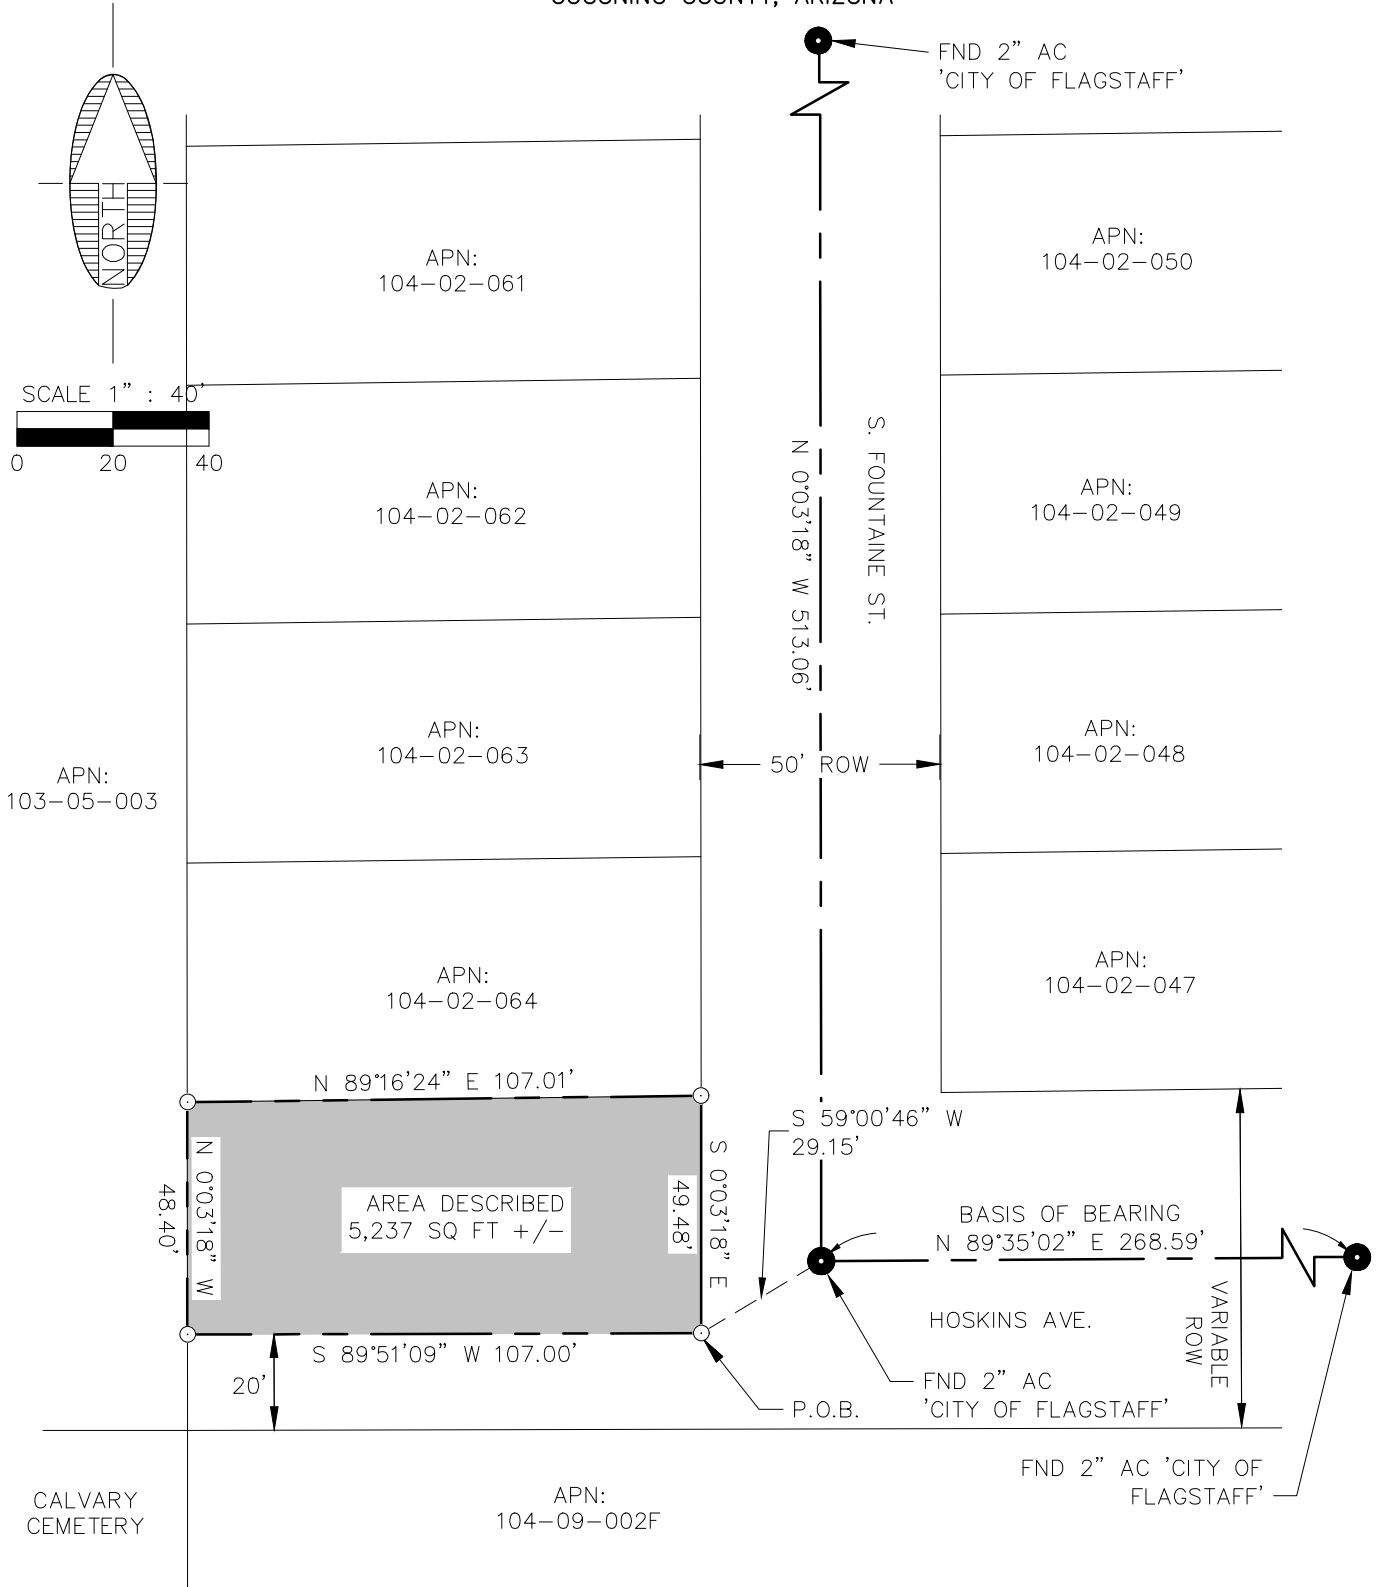 COCONINO COUNTY, ARIZONA
FND 2” AC
'CITY OF FLAGSTAFF'
NORTH
SCALE 1” : 40'
0 20 40
APN:
104-02-061
APN:
104-02-050
APN:
104-02-062
APN:
104-02-049
S. FOUNTAINE ST.
N 0°03'18” W 513.06'
APN:
104-02-063
50' ROW
APN:
104-02-048
APN:
103-05-003
APN:
104-02-064
APN:
104-02-047
N 89°16'24” E 107.01'
S 59°00'46” W
29.15'
N 0°03'18” W
48.40'
AREA DESCRIBED
5,237 SQ FT +/-
S 0°03'18” E
49.48'
BASIS OF BEARING
N 89°35'02” E 268.59'
HOSKINS AVE.
VARIABLE
ROW
S 89°51'09” W 107.00'
20'
P.O.B.
FND 2” AC
'CITY OF FLAGSTAFF'
FND 2” AC 'CITY OF
FLAGSTAFF'
CALVARY
CEMETERY
APN:
104-09-002F